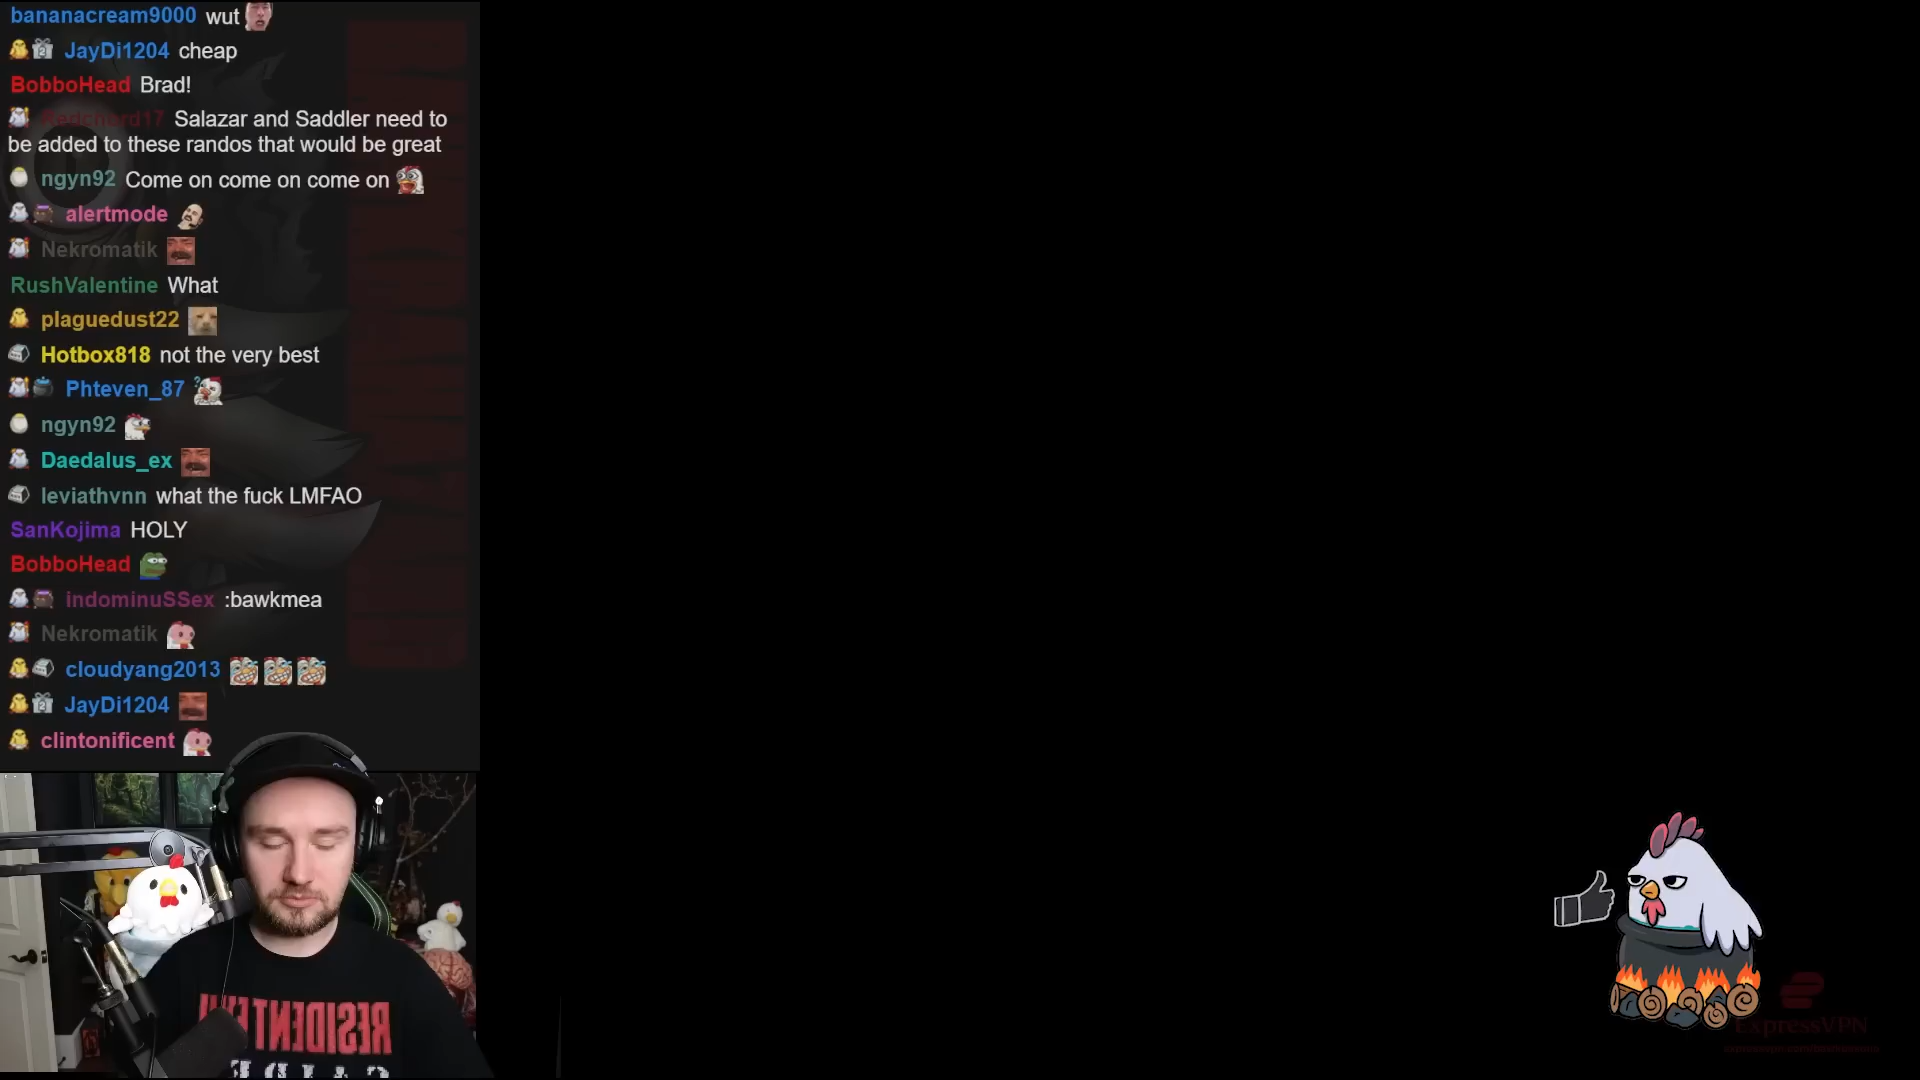 bananacream9000 wut
JayDi1204 cheap
BobboHead Brad!
Redchord17 Salazar and Saddler need to
be added to these randos that would be great
ngyn92 Come on come on come on
alertmode
Nekromatik
RushValentine What
plaguedust22
Hotbox818 not the very best
Phteven_87
ngyn92
Daedalus_ex
leviathvnn what the fuck LMFAO
SanKojima HOLY
BobboHead
indominuSSex :bawkmea
Nekromatik
cloudyang2013
JayDi1204
clintonificent
RESIDENT
ExpressVPN